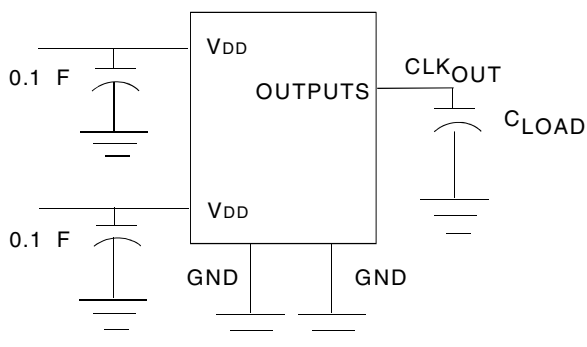 VDD
0.1 F
OUTPUTS
CLKOUT
CLOAD
VDD
0.1 F
GND
GND